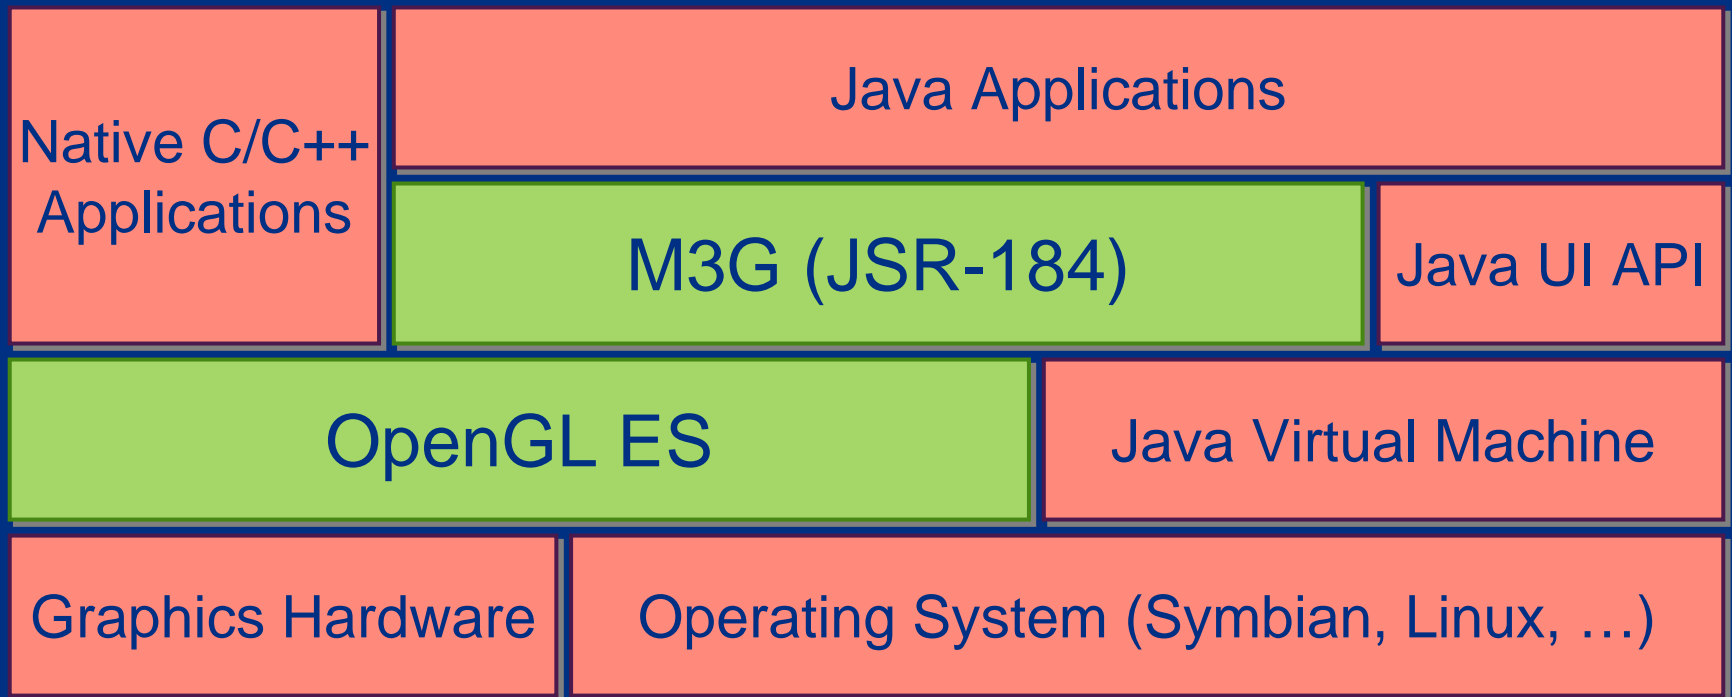 Native C/C++
Applications
Java Applications
M3G (JSR-184)
Java UI API
OpenGL ES
Java Virtual Machine
Graphics Hardware
Operating System (Symbian, Linux, …)